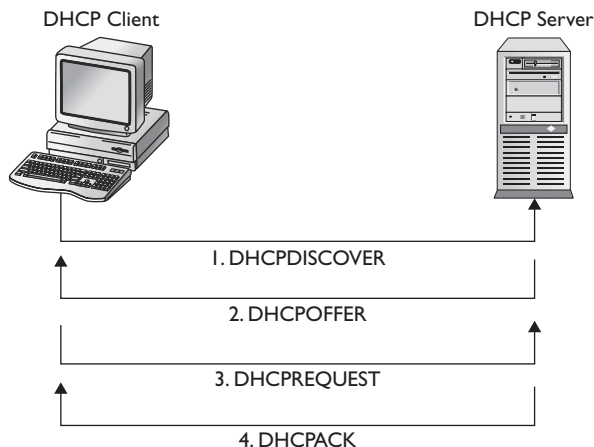 DHCP Client
DHCP Server
1. DHCPDISCOVER
2. DHCPOFFER
3. DHCPREQUEST
4. DHCPACK